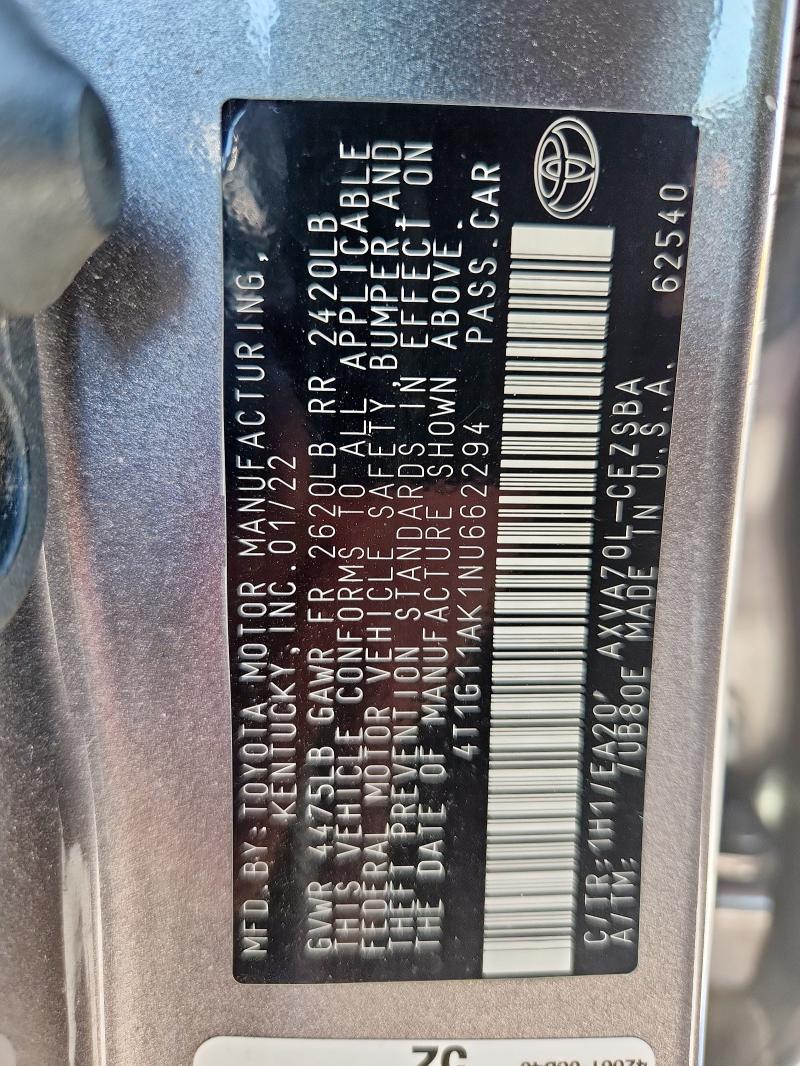 MFD.BY:TOYOTA MOTOR MANUFACTURING,
KENTUCKY,INC.01/22
GVWR 4475LB GAWR FR 2620LB RR 2420LB
THIS VEHICLE CONFORMS TO ALL APPLICABLE
FEDERAL MOTOR VEHICLE SAFETY,BUMPER,AND
THEFT PREVENTION STANDARDS IN EFFECT ON
THE DATE OF MANUFACTURE SHOWN ABOVE.
4T1G11AK1NU662294 PASS.CAR
C/TR:1H1/EA20, AXVA70L-CEZSBA
A/TM: /UB80E MADE IN U.S.A. 62540